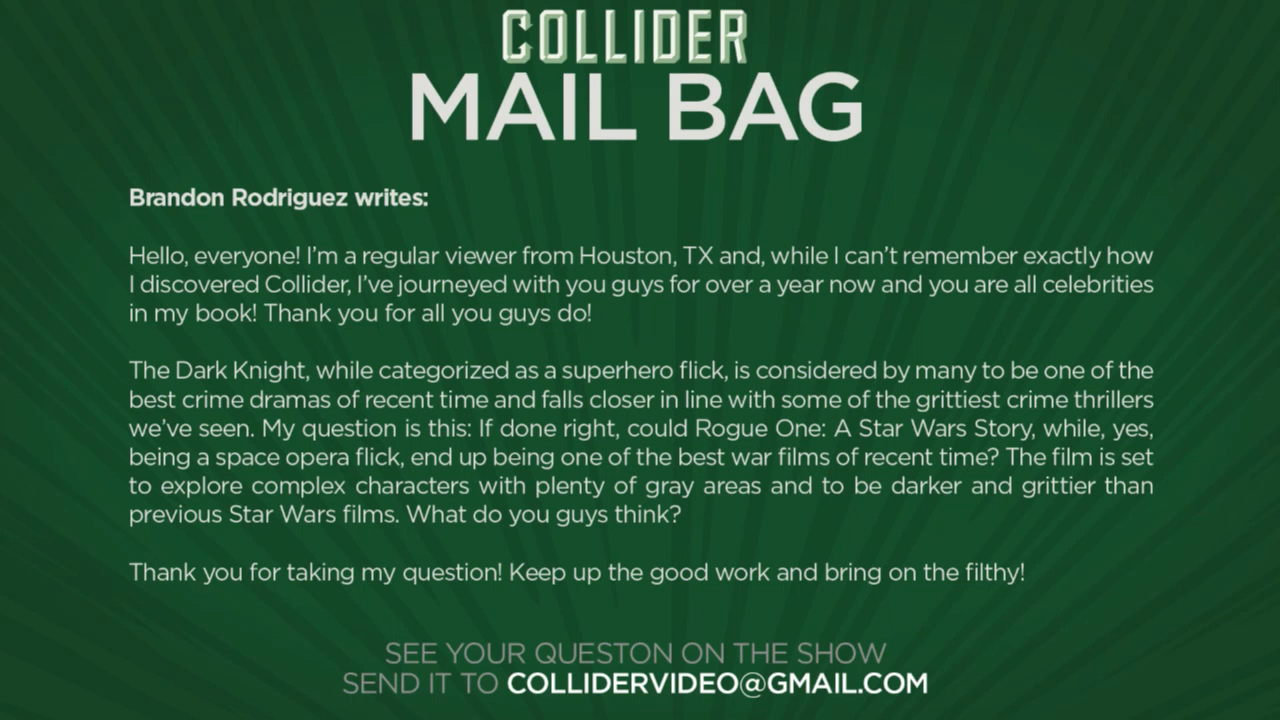 COLLIDER
MAIL BAG
Brandon Rodriguez writes:
Hello, everyone! I'm a regular viewer from Houston, TX and, while I can't remember exactly how
I discovered Collider, I've journeyed with you guys for over a year now and you are all celebrities
in my book! Thank you for all you guys do!
The Dark Knight, while categorized as a superhero flick, is considered by many to be one of the
best crime dramas of recent time and falls closer in line with some of the grittiest crime thrillers
we've seen. My question is this: If done right, could Rogue One: A Star Wars Story, while, yes,
being a space opera flick, end up being one of the best war films of recent time? The film is set
to explore complex characters with plenty of gray areas and to be darker and grittier than
previous Star Wars films. What do you guys think?
Thank you for taking my question! Keep up the good work and bring on the filthy!
SEE YOUR QUESTON ON THE SHOW
SEND IT TO COLLIDERVIDEO@GMAIL.COM